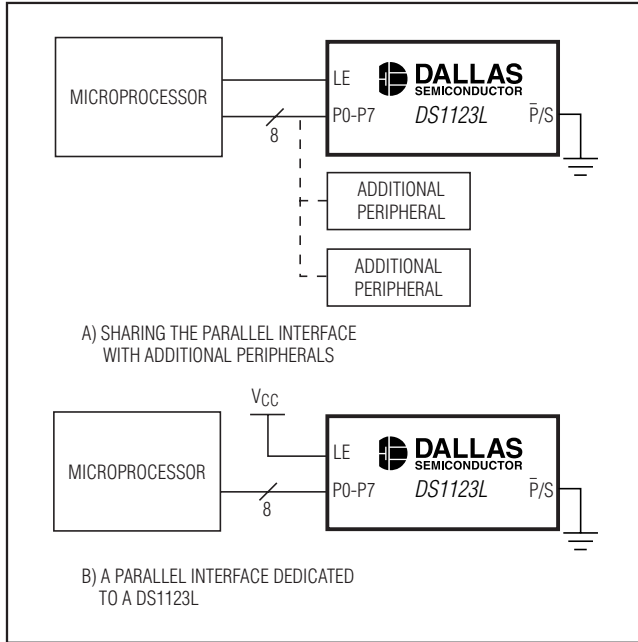 MICROPROCESSOR
LE
P0-P7
8
DALLAS
SEMICONDUCTOR
DS1123L
P̅/S
ADDITIONAL
PERIPHERAL
ADDITIONAL
PERIPHERAL
A) SHARING THE PARALLEL INTERFACE
WITH ADDITIONAL PERIPHERALS
VCC
MICROPROCESSOR
LE
P0-P7
8
DALLAS
SEMICONDUCTOR
DS1123L
P̅/S
B) A PARALLEL INTERFACE DEDICATED
TO A DS1123L